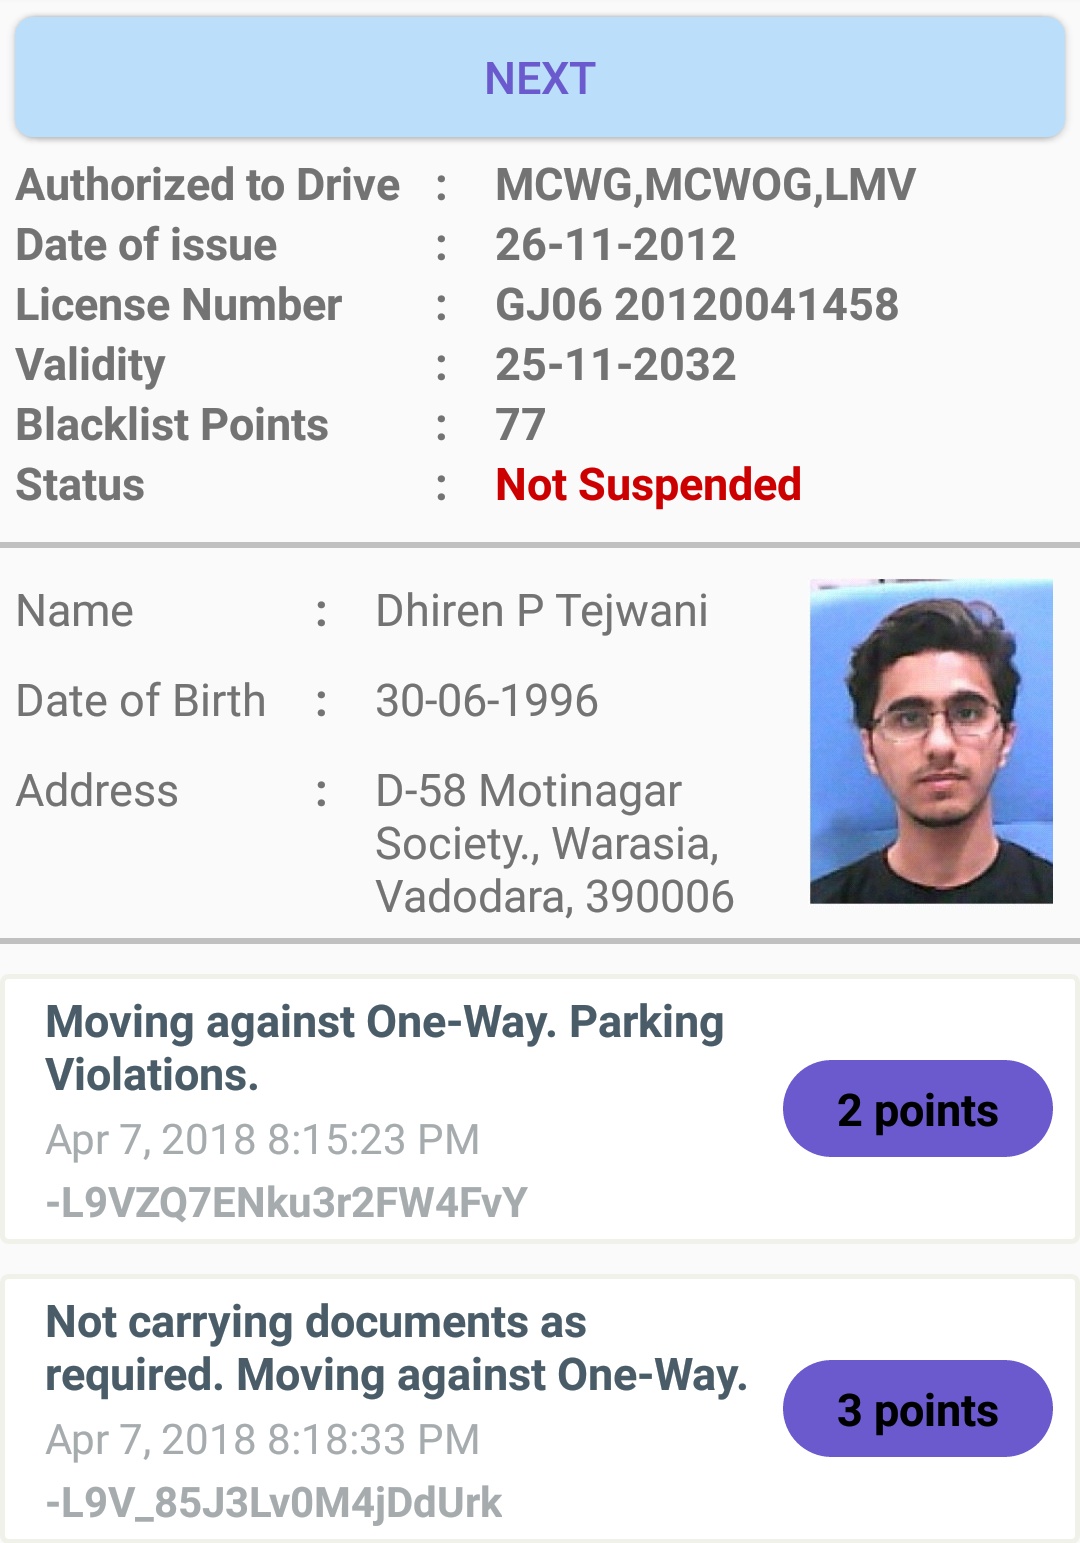 NEXT
Authorized to Drive : MCWG,MCWOG,LMV
Date of issue : 26-11-2012
License Number : GJ06 20120041458
Validity : 25-11-2032
Blacklist Points : 77
Status : Not Suspended
Name : Dhiren P Tejwani
Date of Birth : 30-06-1996
Address : D-58 Motinagar
Society., Warasia,
Vadodara, 390006
Moving against One-Way. Parking
Violations.
2 points
Apr 7, 2018 8:15:23 PM
-L9VZQ7ENku3r2FW4FvY
Not carrying documents as
required. Moving against One-Way.
3 points
Apr 7, 2018 8:18:33 PM
-L9V_85J3Lv0M4jDdUrk